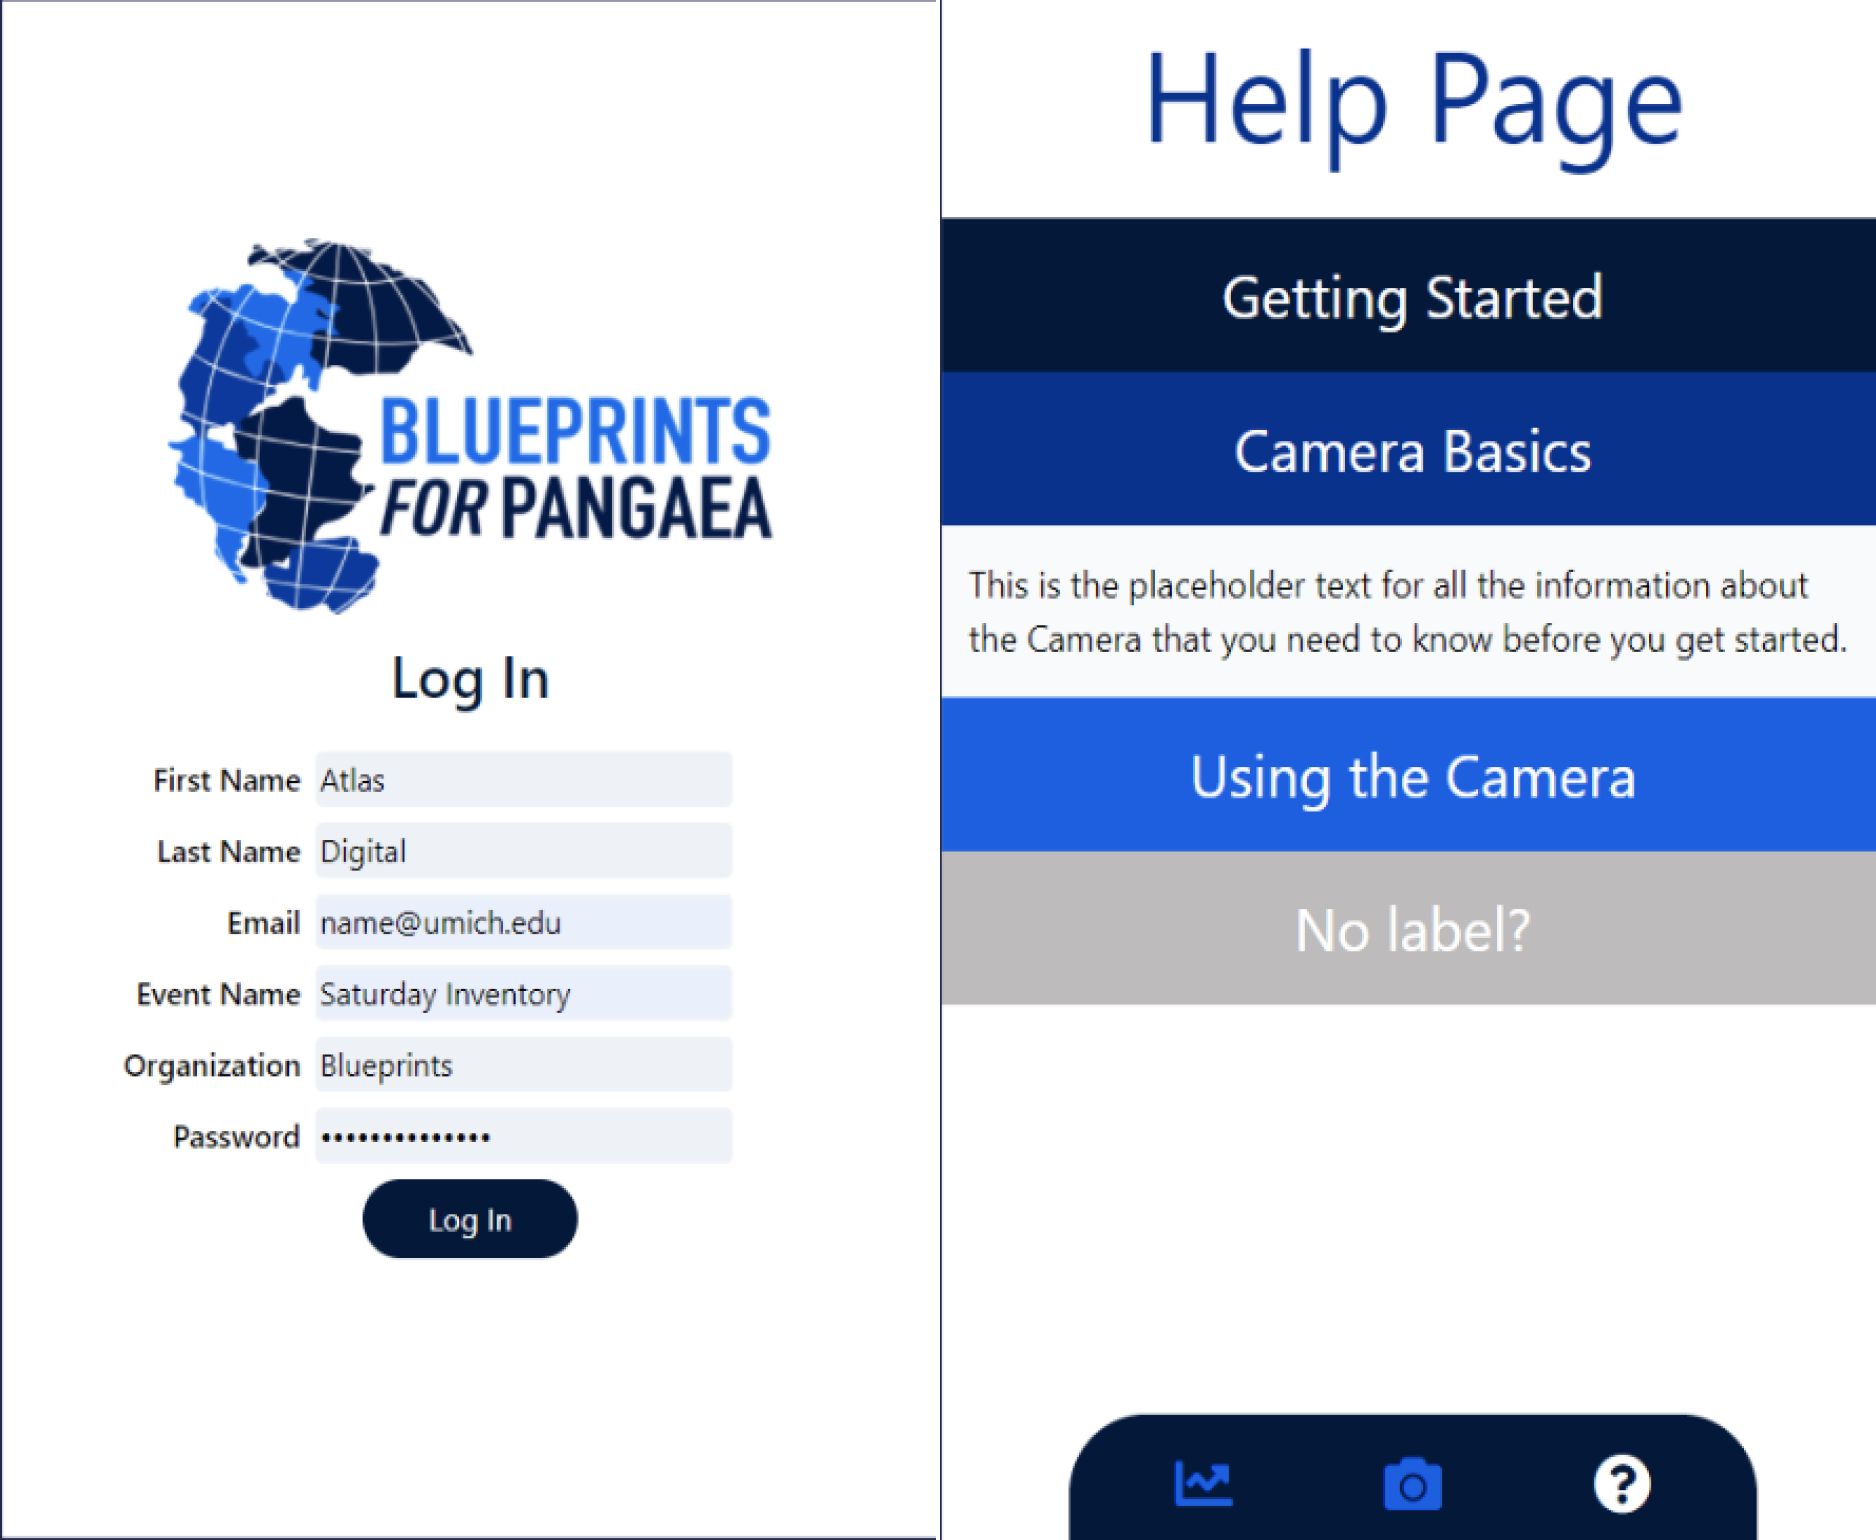 BLUEPRINTS
FOR PANGAEA
Log In
First Name Atlas
Last Name Digital
Email name@umich.edu
Event Name Saturday Inventory
Organization Blueprints
Password ••••••••••••••
Log In
Help Page
Getting Started
Camera Basics
This is the placeholder text for all the information about
the Camera that you need to know before you get started.
Using the Camera
No label?
?